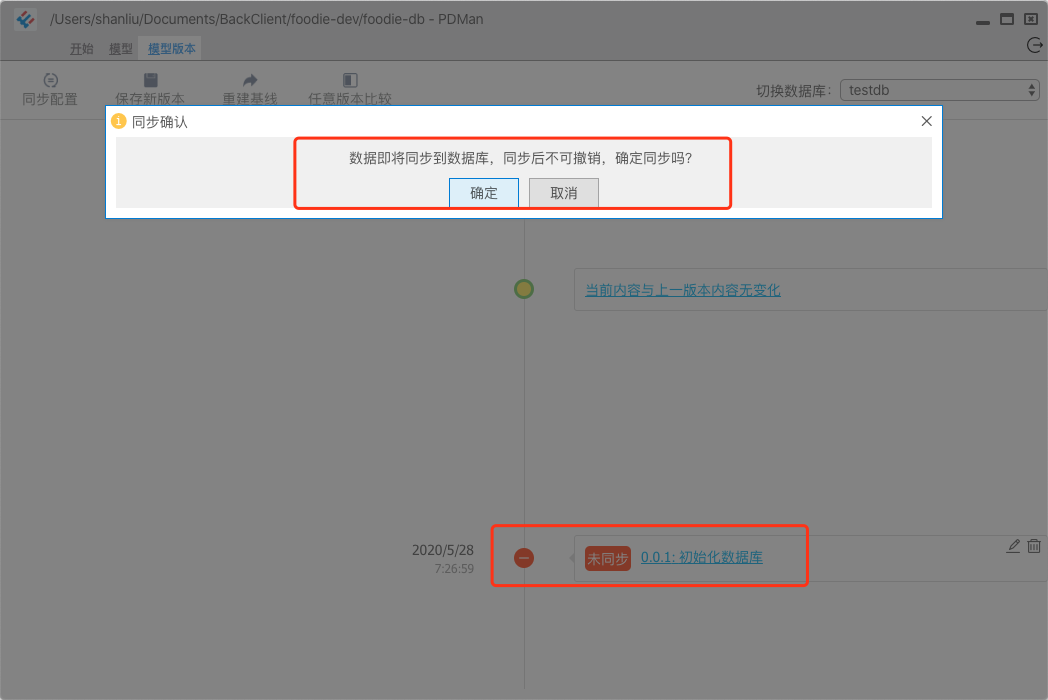 /Users/shanliu/Documents/BackClient/foodie-dev/foodie-db - PDMan
开始 模型 模型版本
同步配置 保存新版本 重建基线 任意版本比较 切换数据库: testdb
同步确认
数据即将同步到数据库，同步后不可撤销，确定同步吗?
确定 取消
当前内容与上一版本内容无变化
2020/5/28
7:26:59
未同步 0.0.1: 初始化数据库